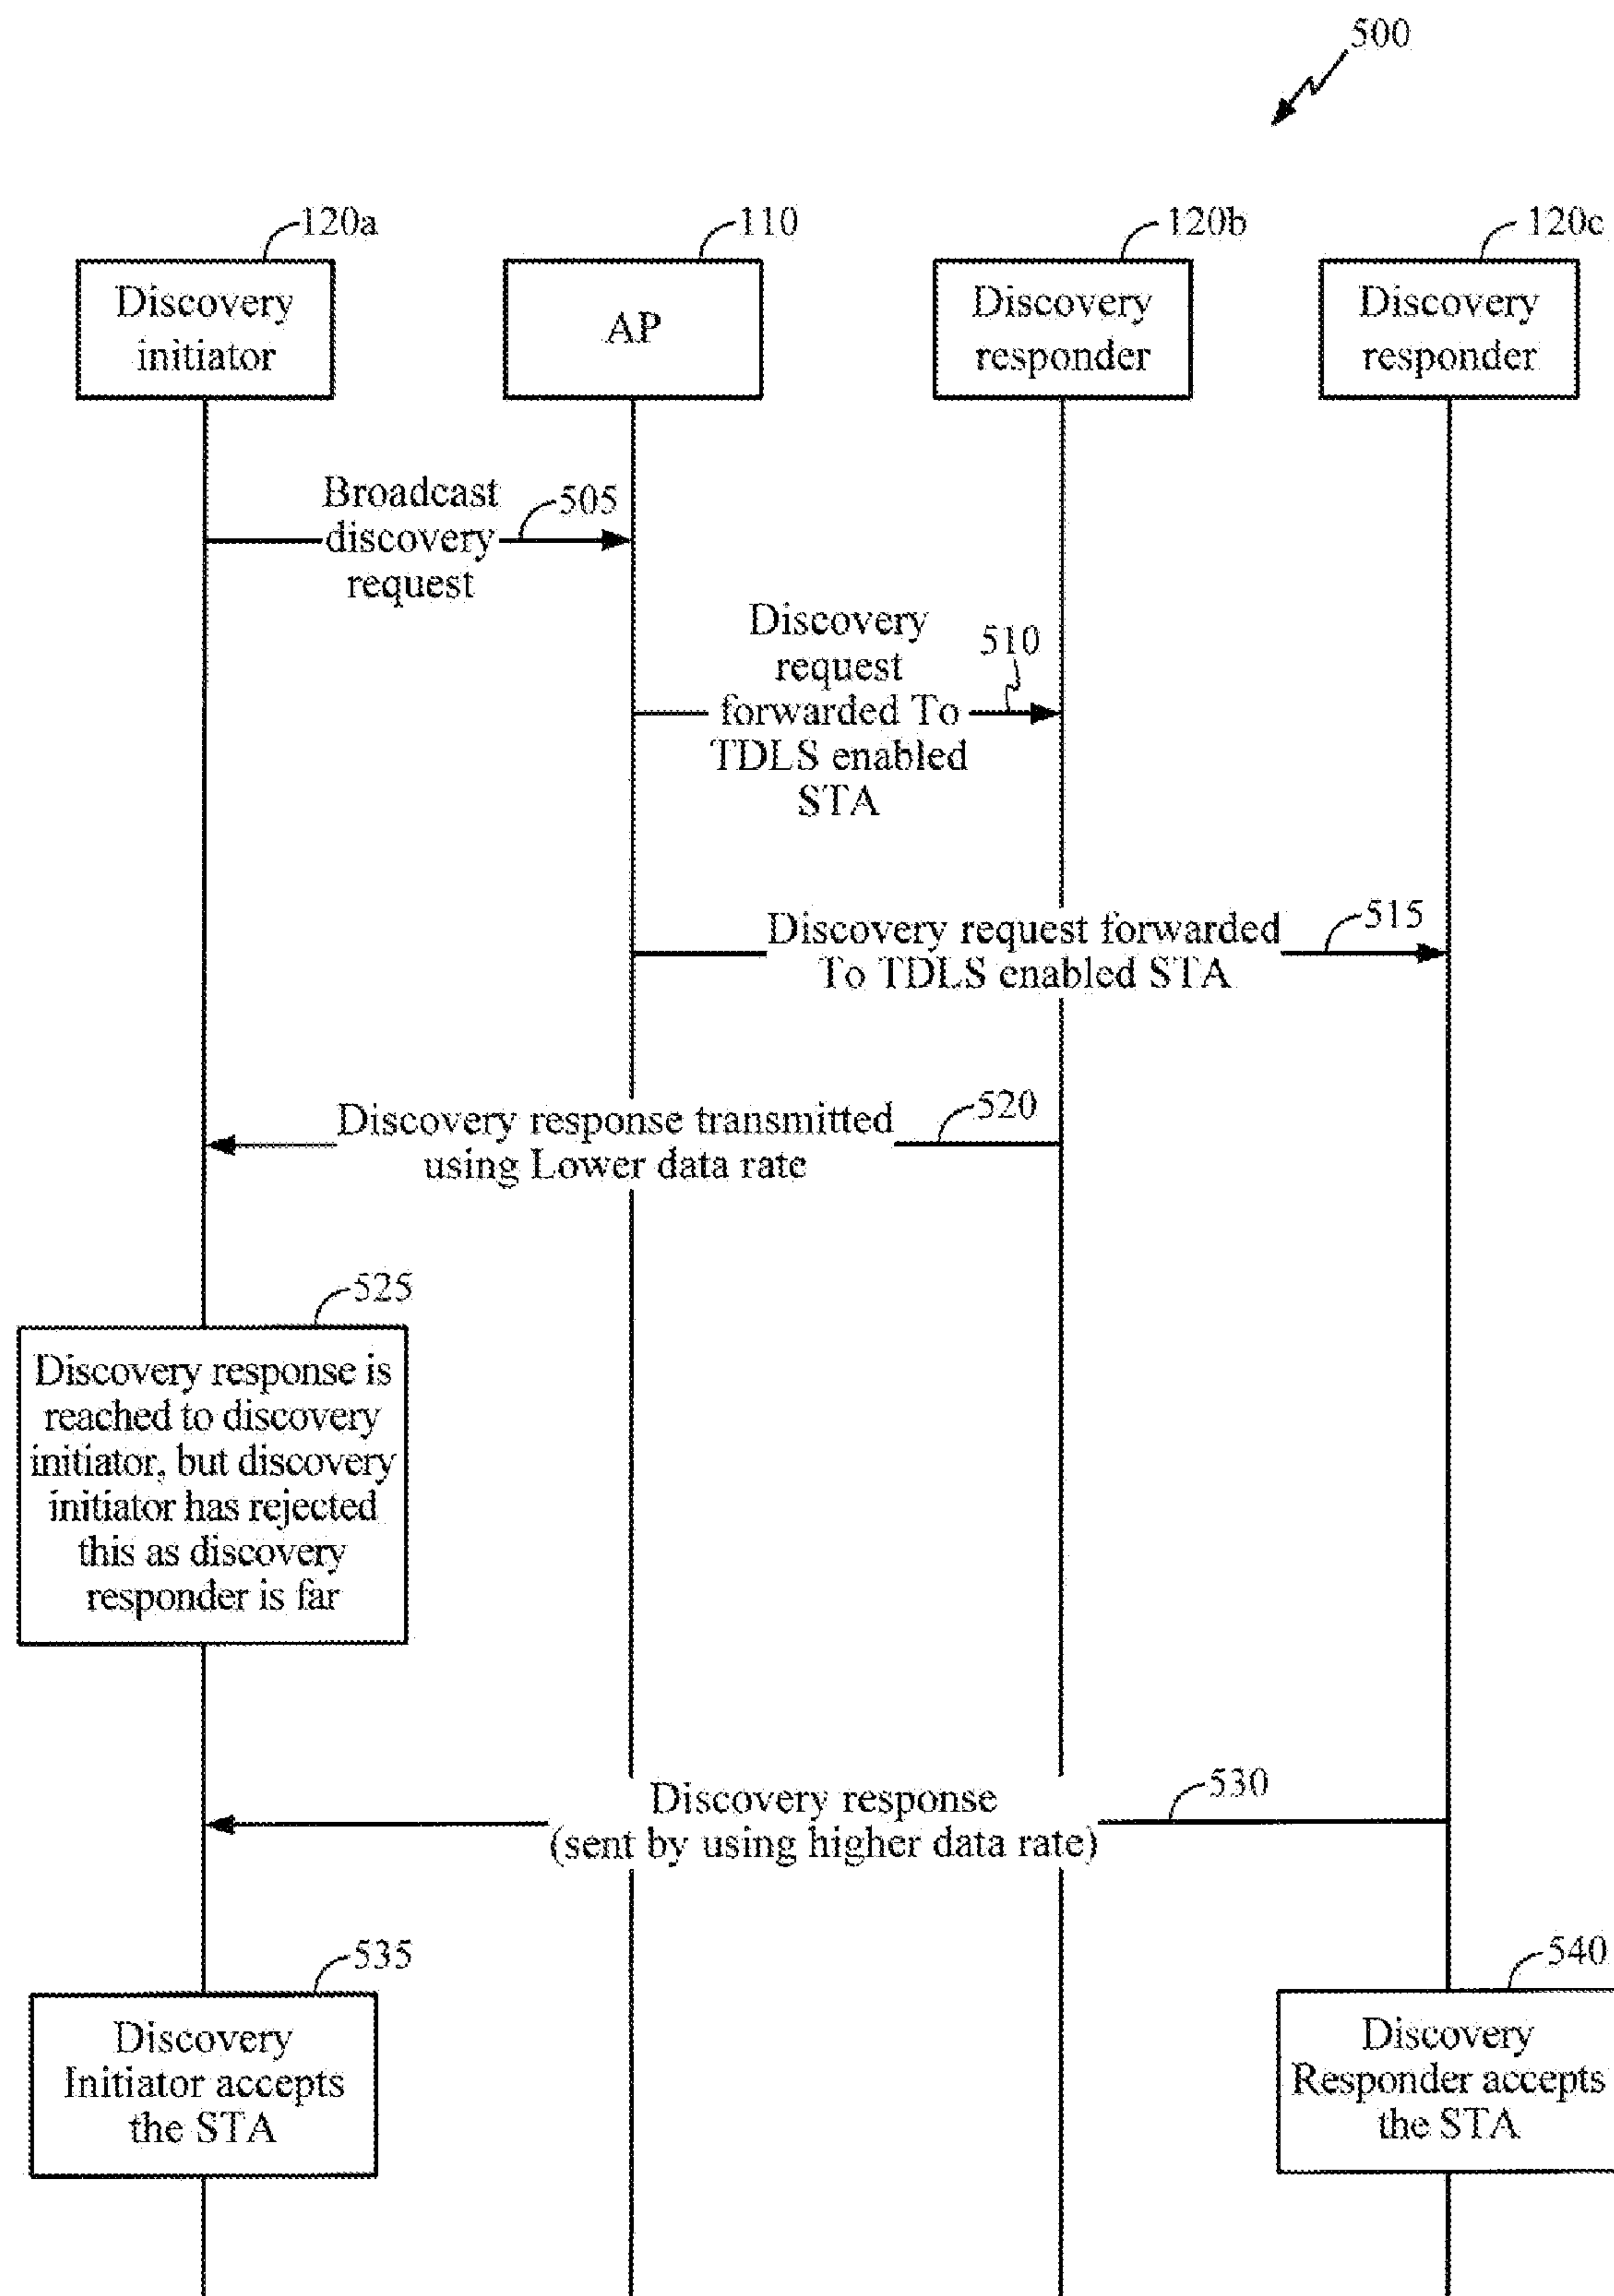 500
120a
110
120b
120c
Discovery
initiator
AP
Discovery
responder
Discovery
responder
Broadcast
discovery
request
505
Discovery
request
forwarded To
TDLS enabled
STA
510
Discovery request forwarded
To TDLS enabled STA
515
Discovery response transmitted
using Lower data rate
520
525
Discovery response is
reached to discovery
initiator, but discovery
initiator has rejected
this as discovery
responder is far
530
Discovery response
(sent by using higher data rate)
535
Discovery
Initiator accepts
the STA
540
Discovery
Responder accepts
the STA